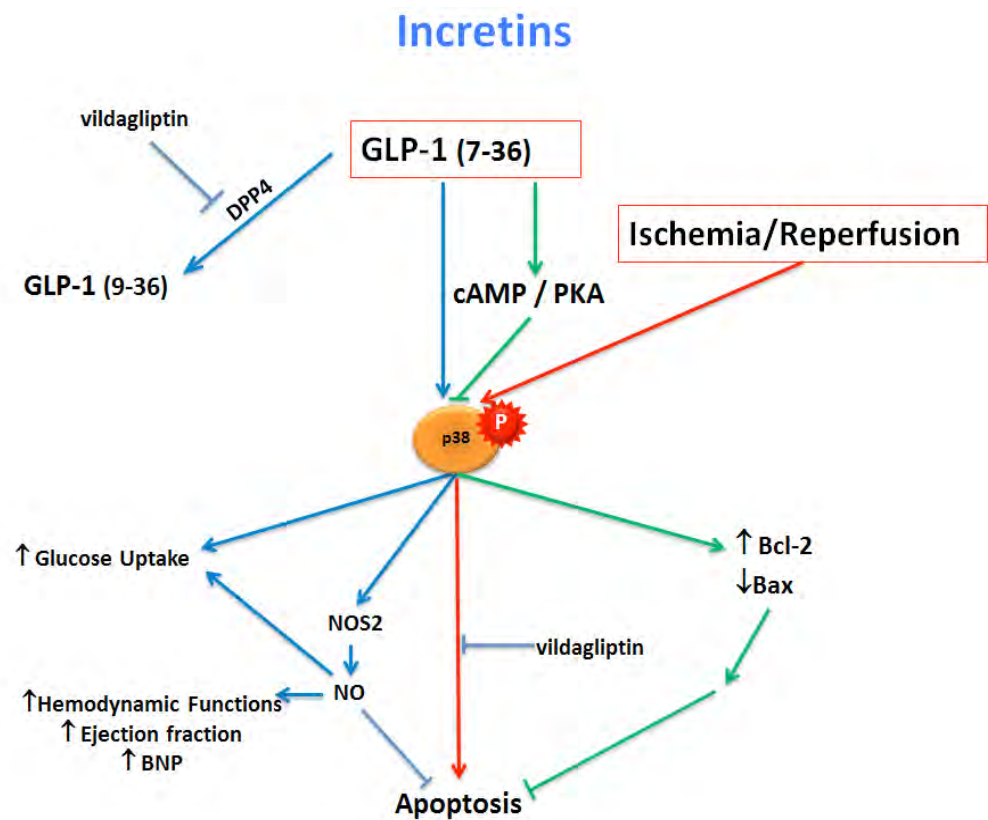 Incretins
vildagliptin
GLP-1 (7-36)
DPP4
Ischemia/Reperfusion
GLP-1 (9-36)
cAMP / PKA
P
p38
↑ Glucose Uptake
↑ Bcl-2
↓Bax
NOS2
vildagliptin
NO
↑Hemodynamic Functions
↑ Ejection fraction
↑ BNP
Apoptosis